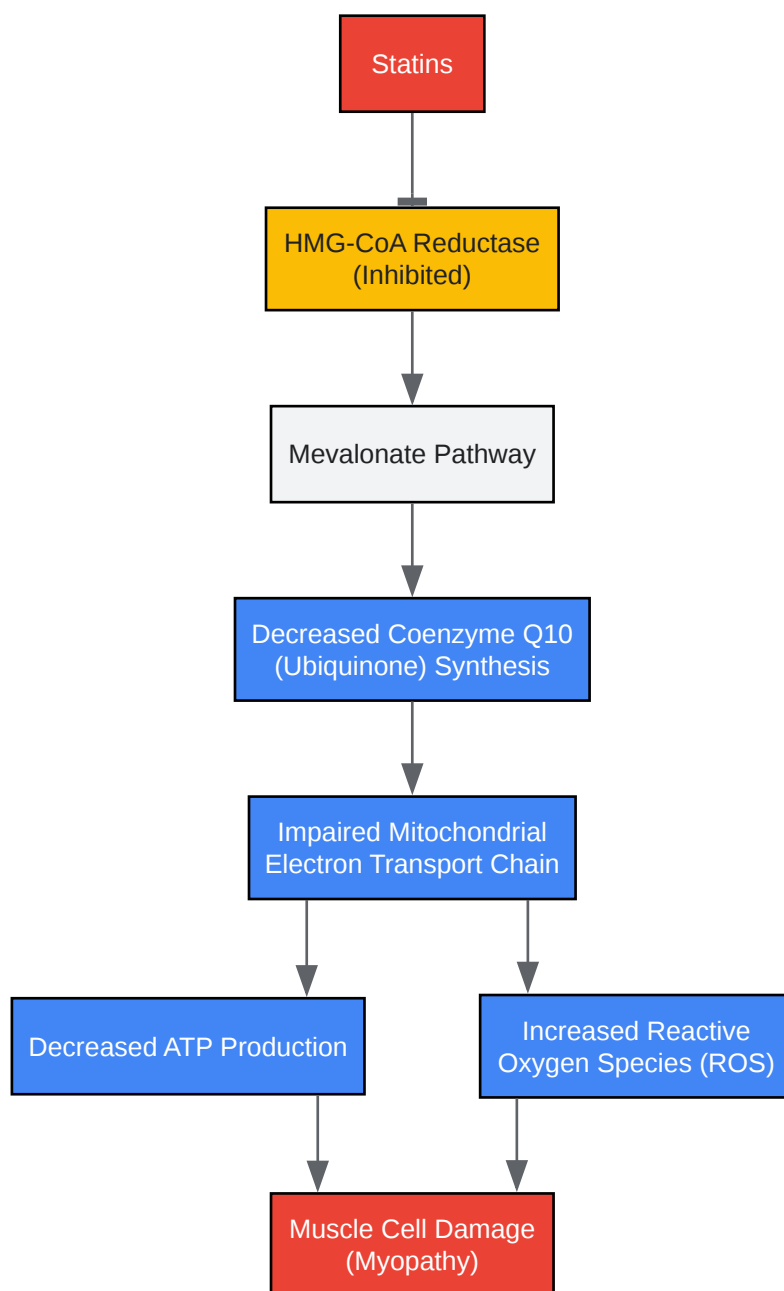 Statins
HMG-CoA Reductase
(Inhibited)
Mevalonate Pathway
Decreased Coenzyme Q10
(Ubiquinone) Synthesis
Impaired Mitochondrial
Electron Transport Chain
Decreased ATP Production
Increased Reactive
Oxygen Species (ROS)
Muscle Cell Damage
(Myopathy)